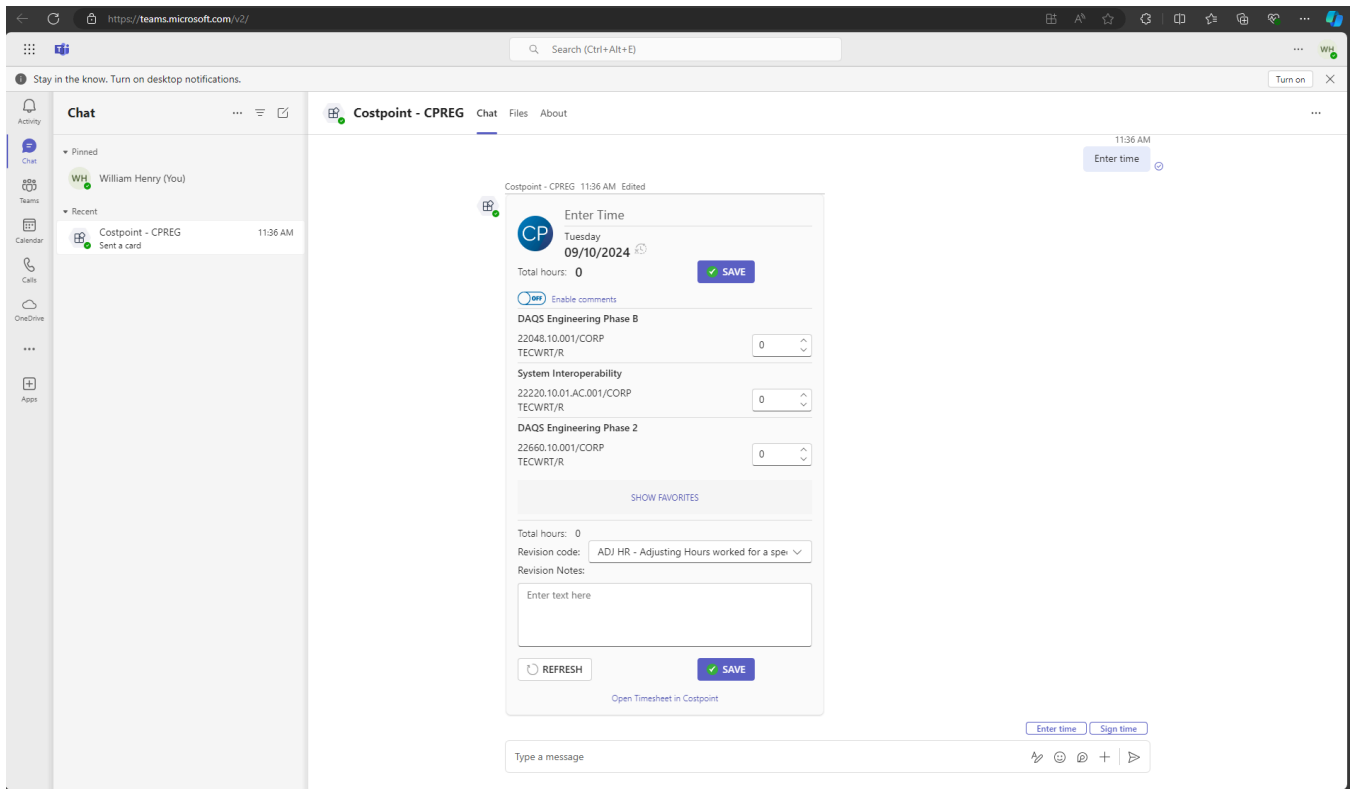 https://teams.microsoft.com/v2/
Search (Ctrl+Alt+E)
WH
Stay in the know. Turn on desktop notifications.
Turn on
Activity
Chat
Teams
Calendar
Calls
OneDrive
Apps
Chat
Pinned
WH William Henry (You)
Recent
Costpoint - CPREG 11:36 AM
Sent a card
Costpoint - CPREG Chat Files About
11:36 AM
Enter time
Costpoint - CPREG 11:36 AM Edited
CP
Enter Time
Tuesday
09/10/2024
Total hours: 0 SAVE
OFF Enable comments
DAQS Engineering Phase B
22048.10.001/CORP
TECWRT/R
0
System Interoperability
22220.10.01.AC.001/CORP
TECWRT/R
0
DAQS Engineering Phase 2
22660.10.001/CORP
TECWRT/R
0
SHOW FAVORITES
Total hours: 0
Revision code: ADJ HR - Adjusting Hours worked for a spe
Revision Notes:
Enter text here
REFRESH SAVE
Open Timesheet in Costpoint
Enter time Sign time
Type a message